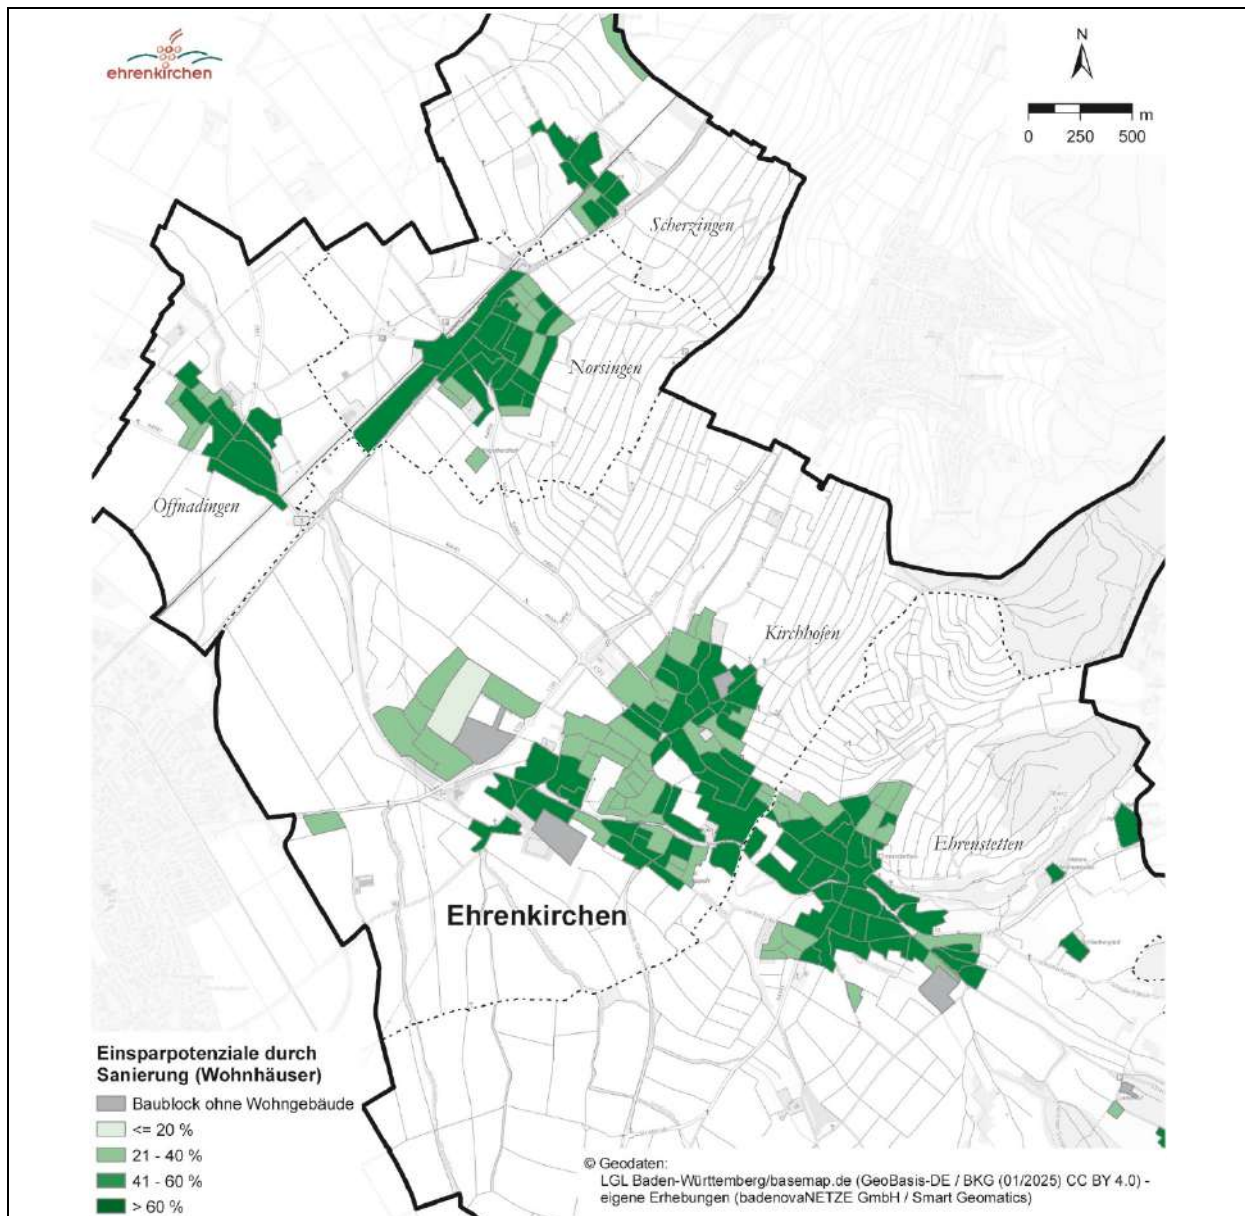 ehrenkirchen
N
m
0 250 500
Scherzingen
Norsingen
Offnadingen
Kirchhofen
Ehrenstetten
Ehrenkirchen
Einsparpotenziale durch
Sanierung (Wohnhäuser)
Baublock ohne Wohngebäude
<= 20 %
21 - 40 %
41 - 60 %
> 60 %
© Geodaten:
LGL Baden-Württemberg/basemap.de (GeoBasis-DE / BKG (01/2025) CC BY 4.0) -
eigene Erhebungen (badenovaNETZE GmbH / Smart Geomatics)